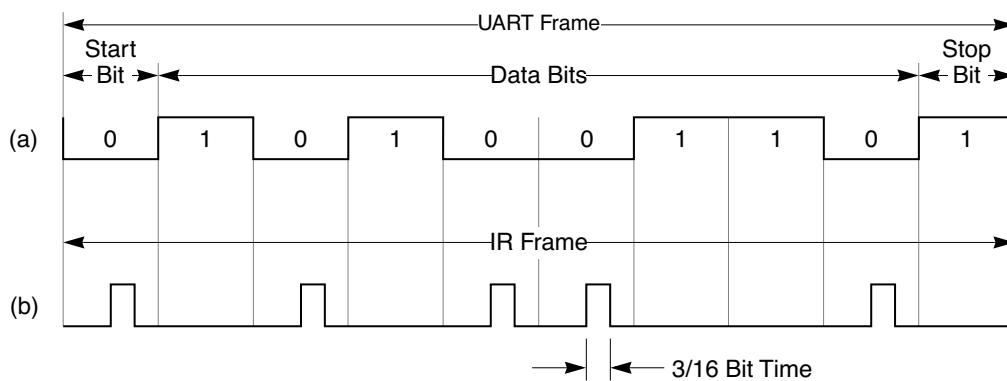 UART Frame
Start Bit
Data Bits
Stop Bit
(a)
0 1 0 1 0 0 1 1 0 1
IR Frame
(b)
3/16 Bit Time